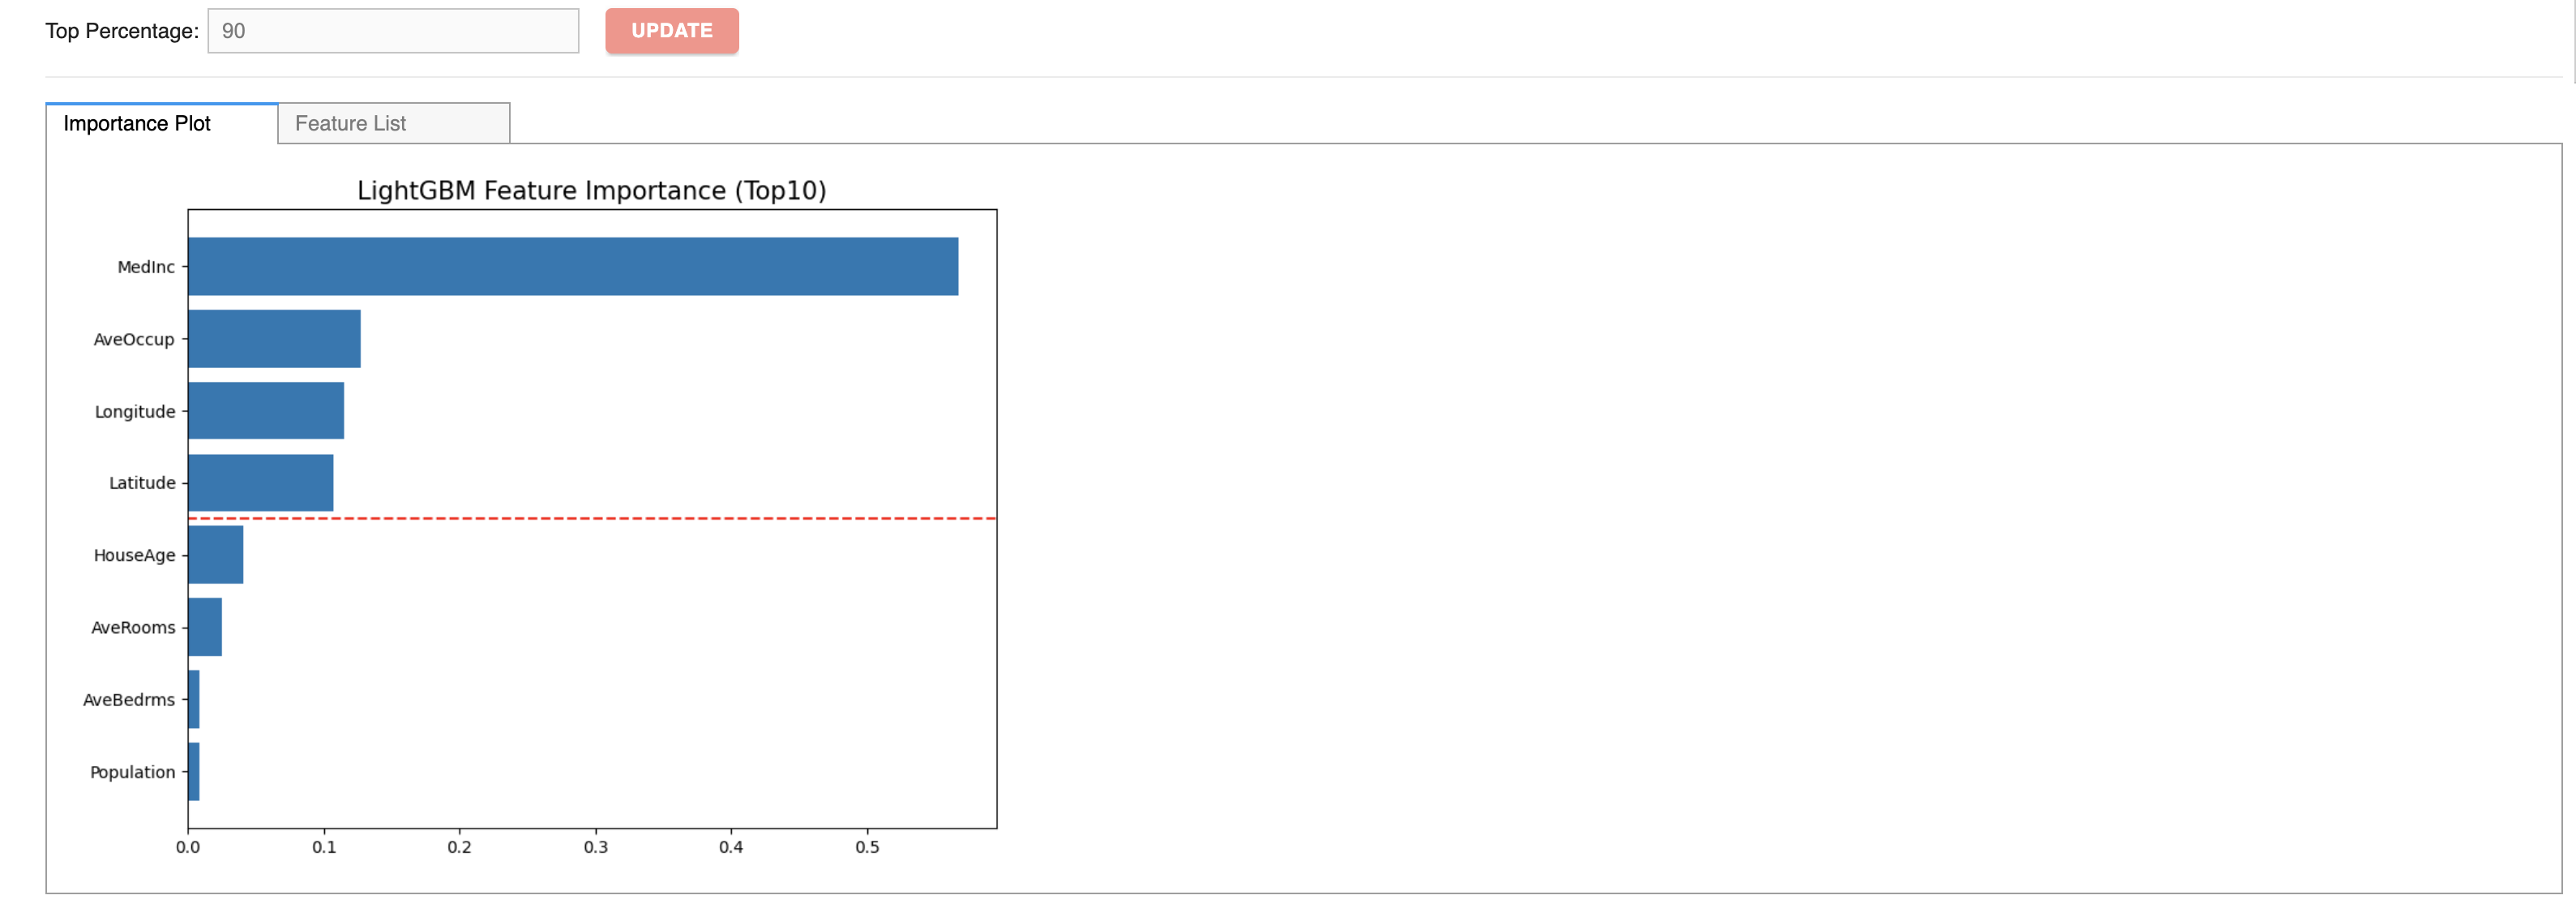 Top Percentage: 90 UPDATE
Importance Plot Feature List
LightGBM Feature Importance (Top10)
MedInc
AveOccup
Longitude
Latitude
HouseAge
AveRooms
AveBedrms
Population
0.0 0.1 0.2 0.3 0.4 0.5